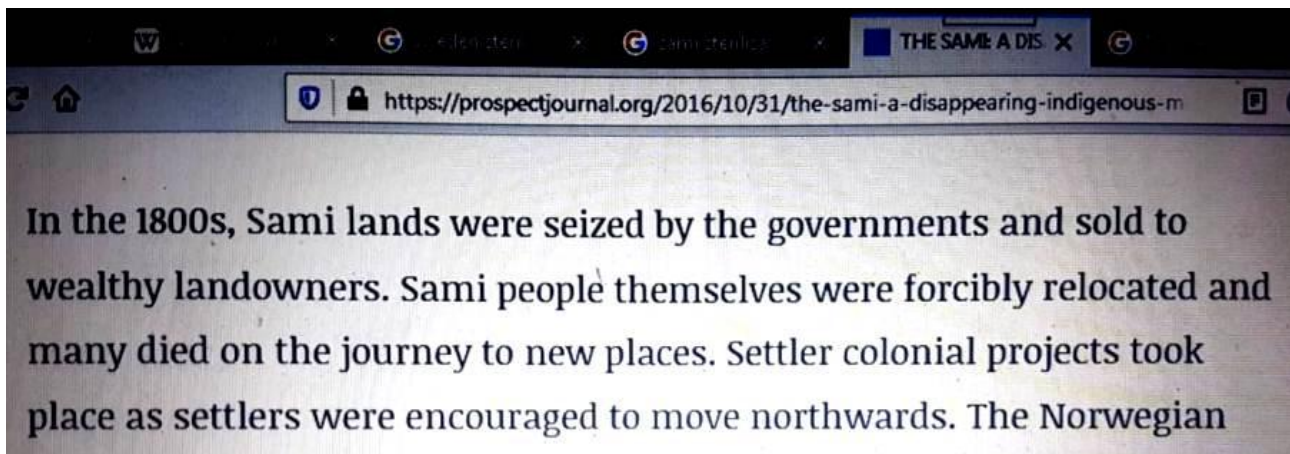 W
G
G
THE SAMI: A DIS
G
https://prospectjournal.org/2016/10/31/the-sami-a-disappearing-indigenous-m
In the 1800s, Sami lands were seized by the governments and sold to
wealthy landowners. Sami people themselves were forcibly relocated and
many died on the journey to new places. Settler colonial projects took
place as settlers were encouraged to move northwards. The Norwegian